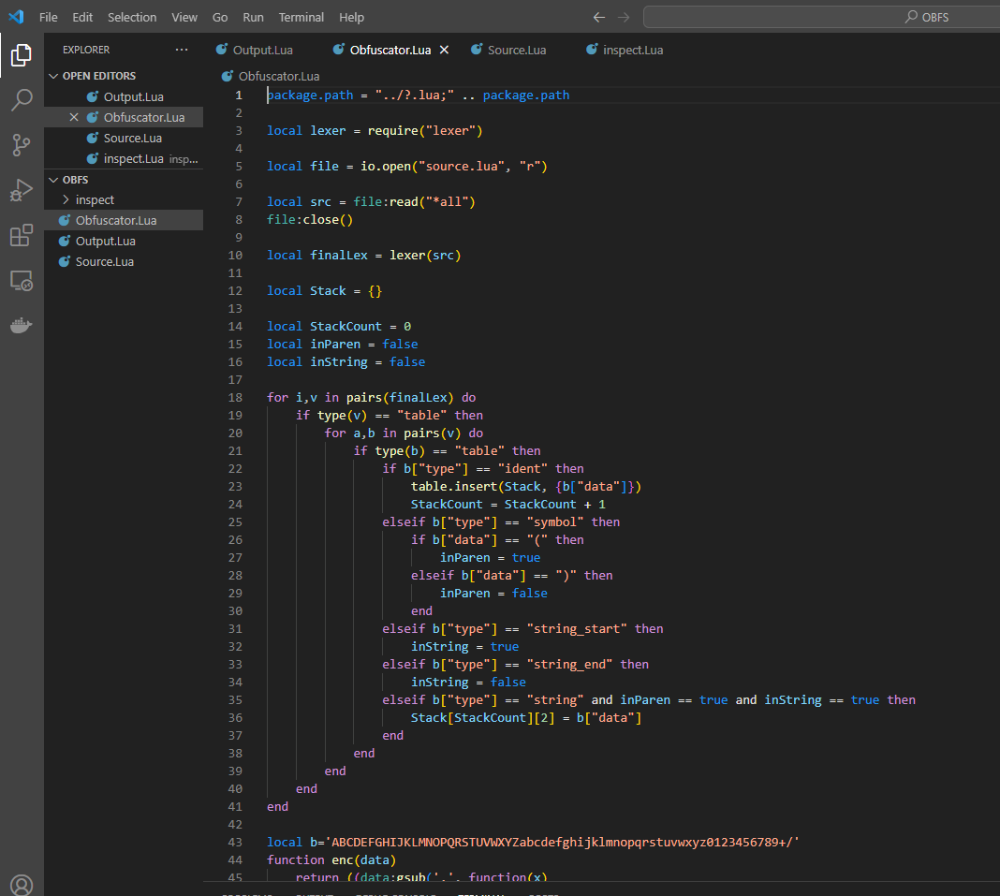 File Edit Selection View Go Run Terminal Help OBFS
EXPLORER ...
OPEN EDITORS
Output.Lua
Obfuscator.Lua
Source.Lua
inspect.Lua insp...
OBFS
inspect
Obfuscator.Lua
Output.Lua
Source.Lua
Output.Lua Obfuscator.Lua Source.Lua inspect.Lua
Obfuscator.Lua
1 package.path = "../?.lua;" .. package.path
2
3 local lexer = require("lexer")
4
5 local file = io.open("source.lua", "r")
6
7 local src = file:read("*all")
8 file:close()
9
10 local finalLex = lexer(src)
11
12 local Stack = {}
13
14 local StackCount = 0
15 local inParen = false
16 local inString = false
17
18 for i,v in pairs(finalLex) do
19     if type(v) == "table" then
20         for a,b in pairs(v) do
21             if type(b) == "table" then
22                 if b["type"] == "ident" then
23                     table.insert(Stack, {b["data"]})
24                     StackCount = StackCount + 1
25                 elseif b["type"] == "symbol" then
26                     if b["data"] == "(" then
27                         inParen = true
28                     elseif b["data"] == ")" then
29                         inParen = false
30                     end
31                 elseif b["type"] == "string_start" then
32                     inString = true
33                 elseif b["type"] == "string_end" then
34                     inString = false
35                 elseif b["type"] == "string" and inParen == true and inString == true then
36                     Stack[StackCount][2] = b["data"]
37                 end
38             end
39         end
40     end
41 end
42
43 local b='ABCDEFGHIJKLMNOPQRSTUVWXYZabcdefghijklmnopqrstuvwxyz0123456789+/'
44 function enc(data)
45     return ((data:gsub('.', function(x)